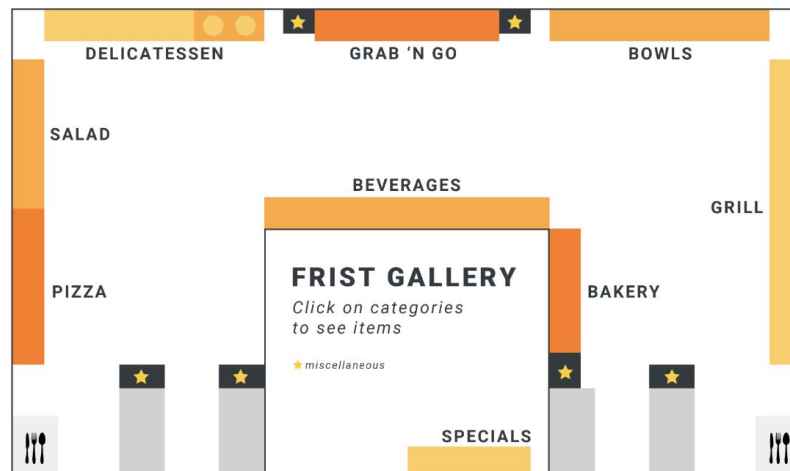 DELICATESSEN
GRAB ‘N GO
BOWLS
SALAD
BEVERAGES
GRILL
PIZZA
FRIST GALLERY
Click on categories
to see items
miscellaneous
BAKERY
SPECIALS